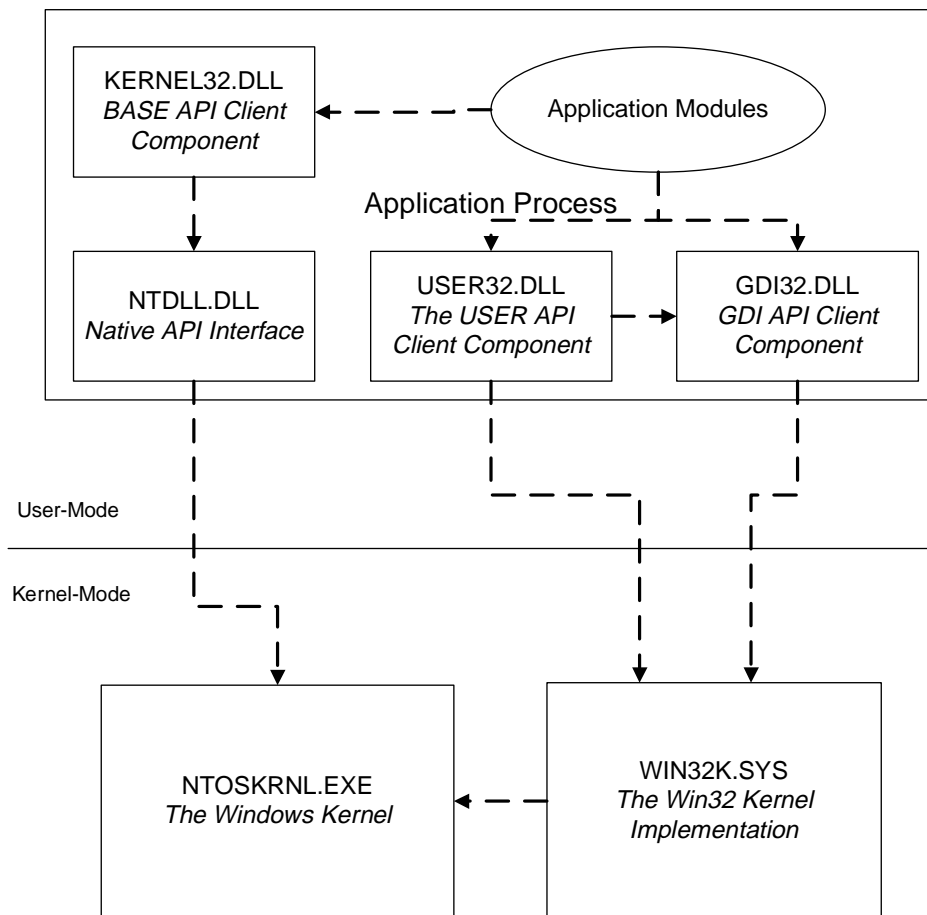 KERNEL32.DLL
BASE API Client
Component
Application Modules
Application Process
NTDLL.DLL
Native API Interface
USER32.DLL
The USER API
Client Component
GDI32.DLL
GDI API Client
Component
User-Mode
Kernel-Mode
NTOSKRNL.EXE
The Windows Kernel
WIN32K.SYS
The Win32 Kernel
Implementation